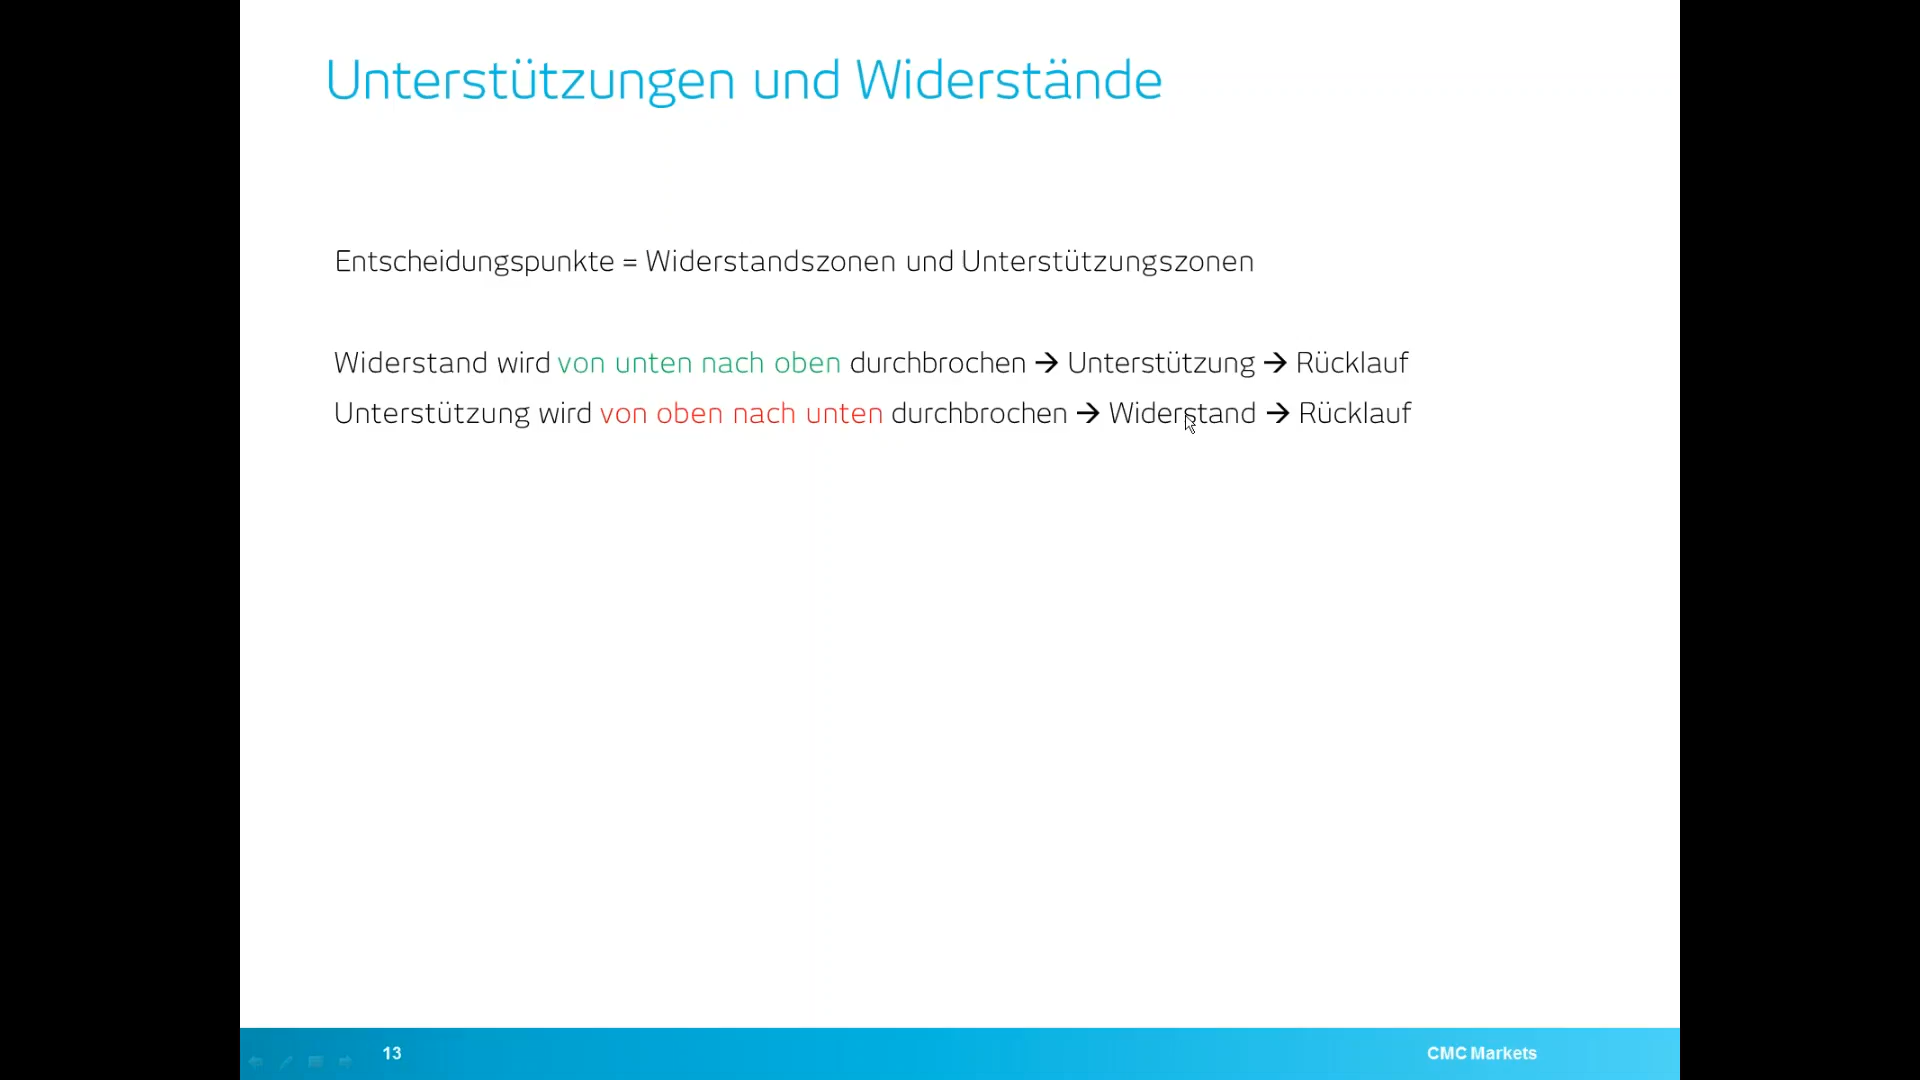 Unterstützungen und Widerstände
Entscheidungspunkte = Widerstandszonen und Unterstützungszonen
Widerstand wird von unten nach oben durchbrochen → Unterstützung → Rücklauf
Unterstützung wird von oben nach unten durchbrochen → Widerstand → Rücklauf
13
CMC Markets